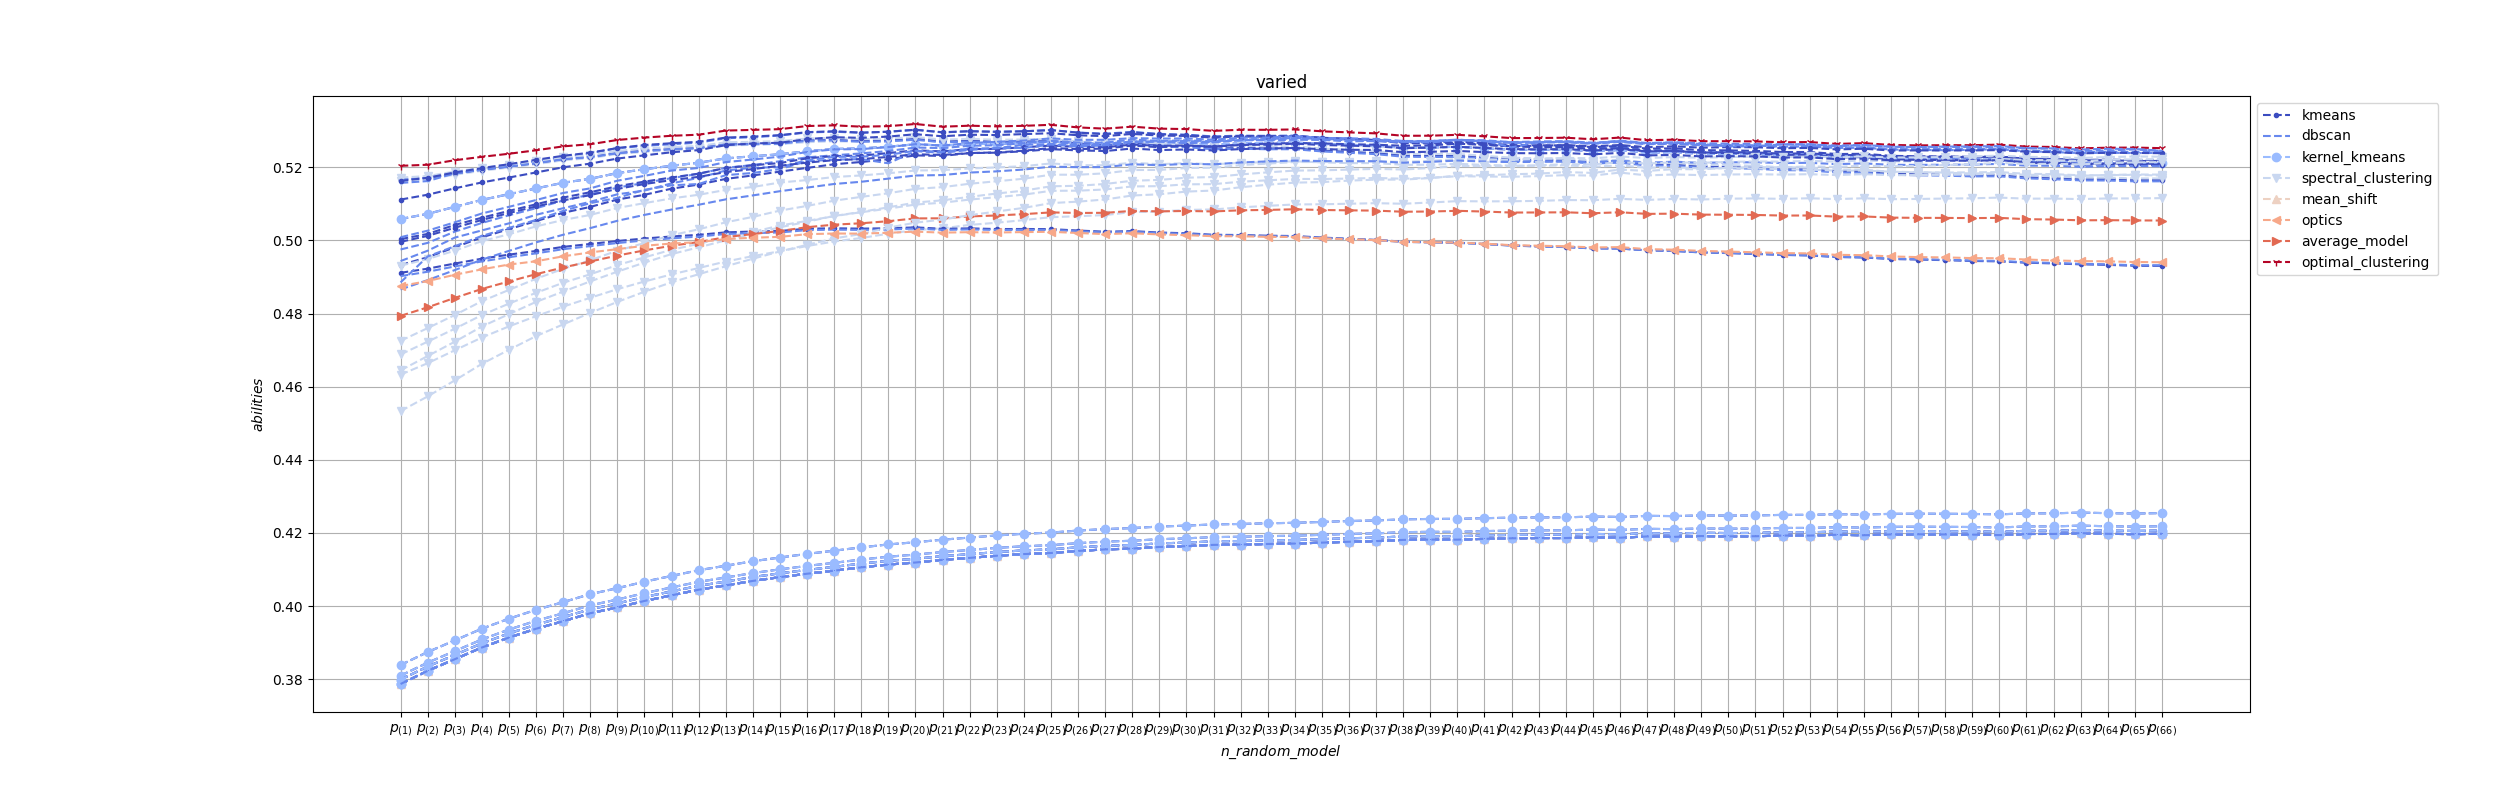 varied
0.52
0.50
0.48
0.46
0.44
0.42
0.40
0.38
abilities
p(1) p(2) p(3) p(4) p(5) p(6) p(7) p(8) p(9) p(10) p(11) p(12) p(13) p(14) p(15) p(16) p(17) p(18) p(19) p(20) p(21) p(22) p(23) p(24) p(25) p(26) p(27) p(28) p(29) p(30) p(31) p(32) p(33) p(34) p(35) p(36) p(37) p(38) p(39) p(40) p(41) p(42) p(43) p(44) p(45) p(46) p(47) p(48) p(49) p(50) p(51) p(52) p(53) p(54) p(55) p(56) p(57) p(58) p(59) p(60) p(61) p(62) p(63) p(64) p(65) p(66)
n_random_model
kmeans
dbscan
kernel_kmeans
spectral_clustering
mean_shift
optics
average_model
optimal_clustering